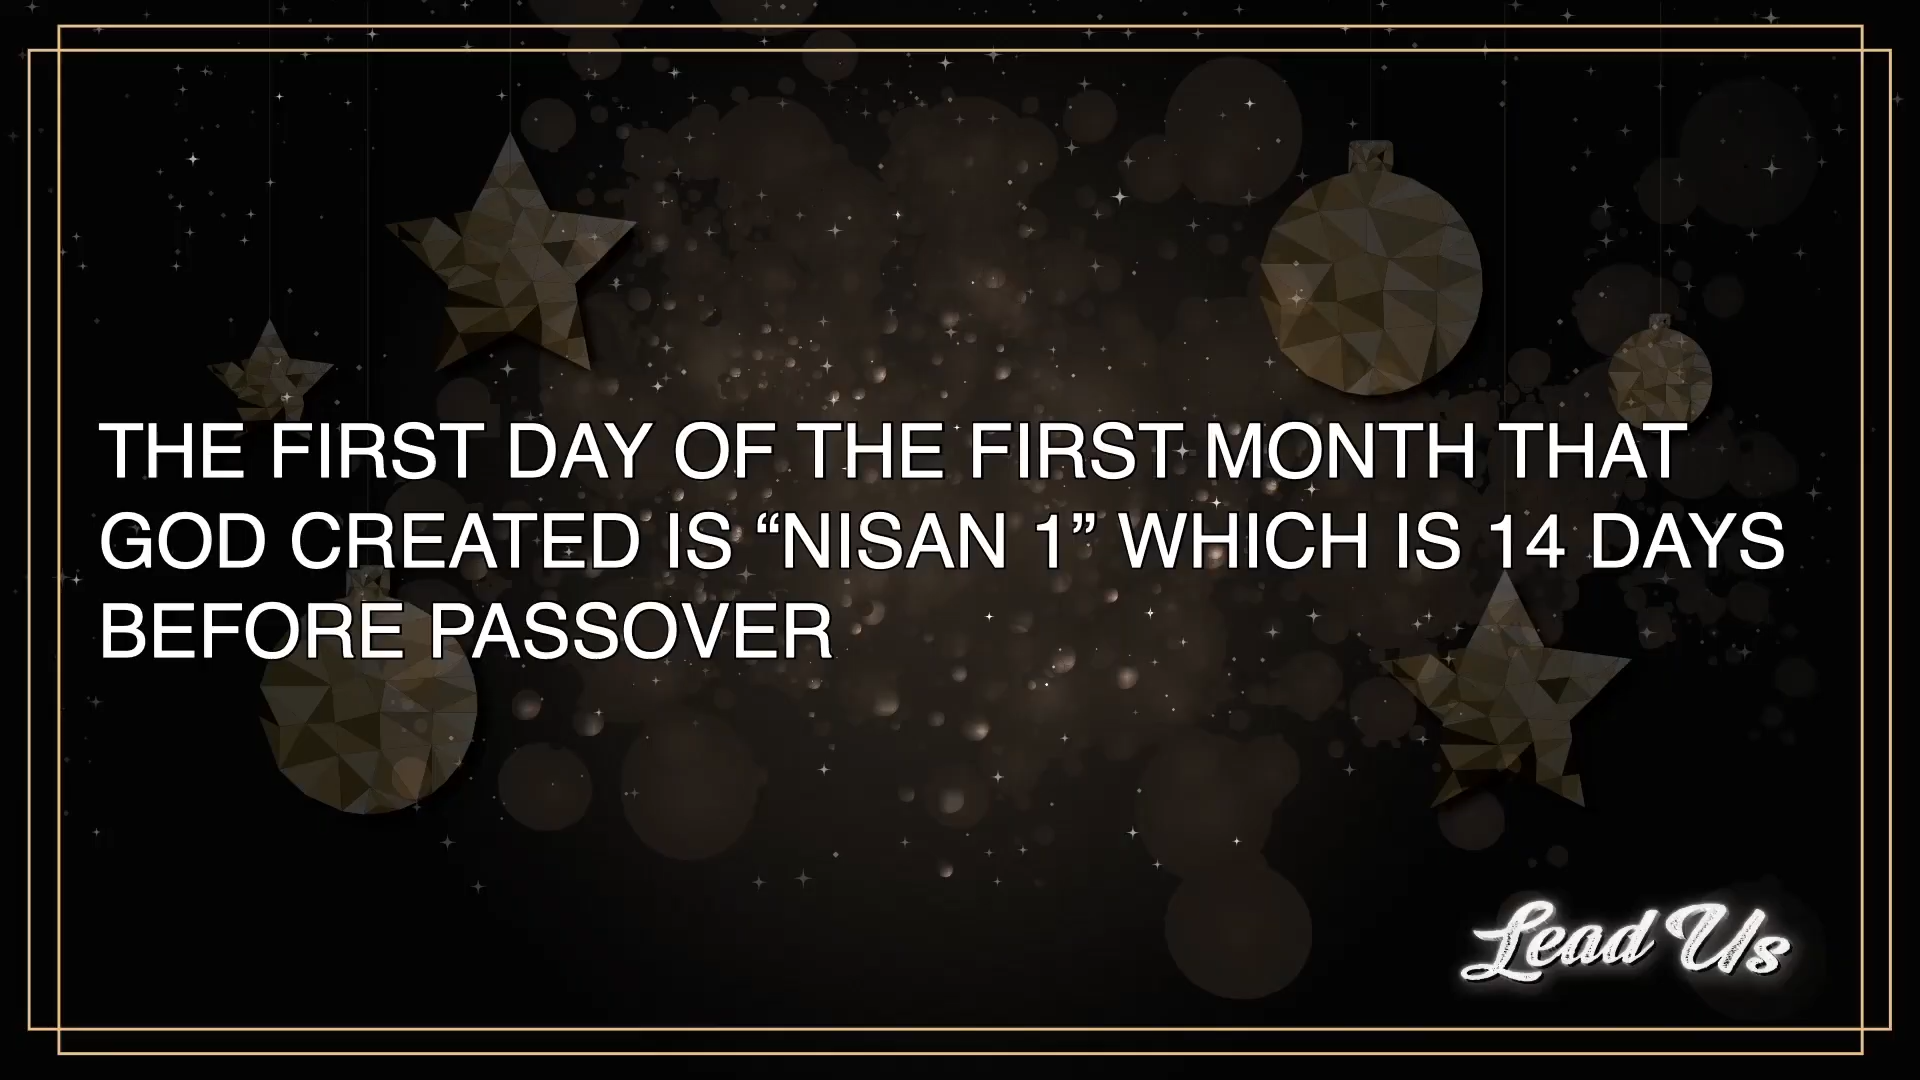 THE FIRST DAY OF THE FIRST MONTH THAT
GOD CREATED IS “NISAN 1” WHICH IS 14 DAYS
BEFORE PASSOVER
Lead Us